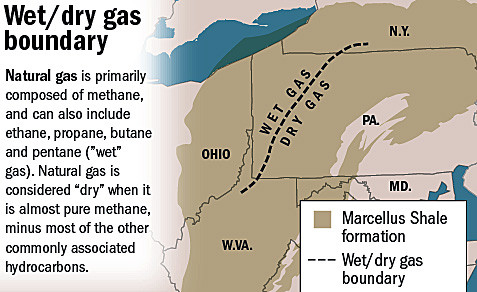 Wet/dry gas
boundary
Natural gas is primarily
composed of methane,
and can also include
ethane, propane, butane
and pentane ("wet"
gas). Natural gas is
considered "dry" when it
is almost pure methane,
minus most of the other
commonly associated
hydrocarbons.
N.Y.
WET GAS
DRY GAS
PA.
OHIO
MD.
W.VA.
Marcellus Shale
formation
Wet/dry gas
boundary